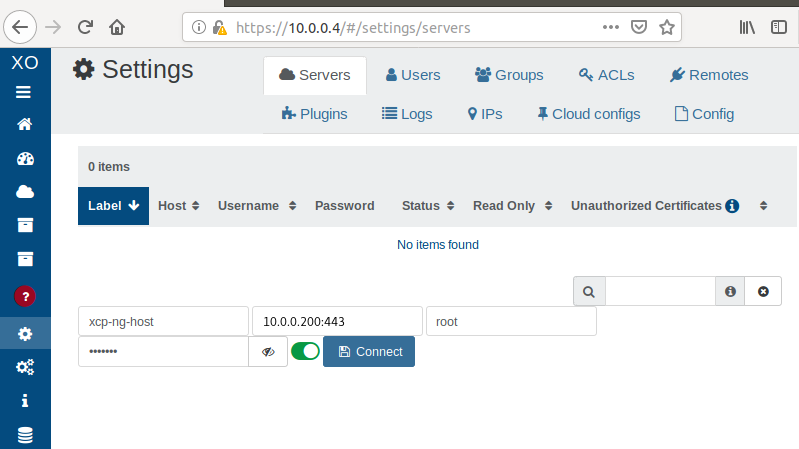 https://10.0.0.4/#/settings/servers
XO
Settings
Servers Users Groups ACLs Remotes
Plugins Logs IPs Cloud configs Config
0 items
Label Host Username Password Status Read Only Unauthorized Certificates
No items found
xcp-ng-host 10.0.0.200:443 root
••••••• Connect